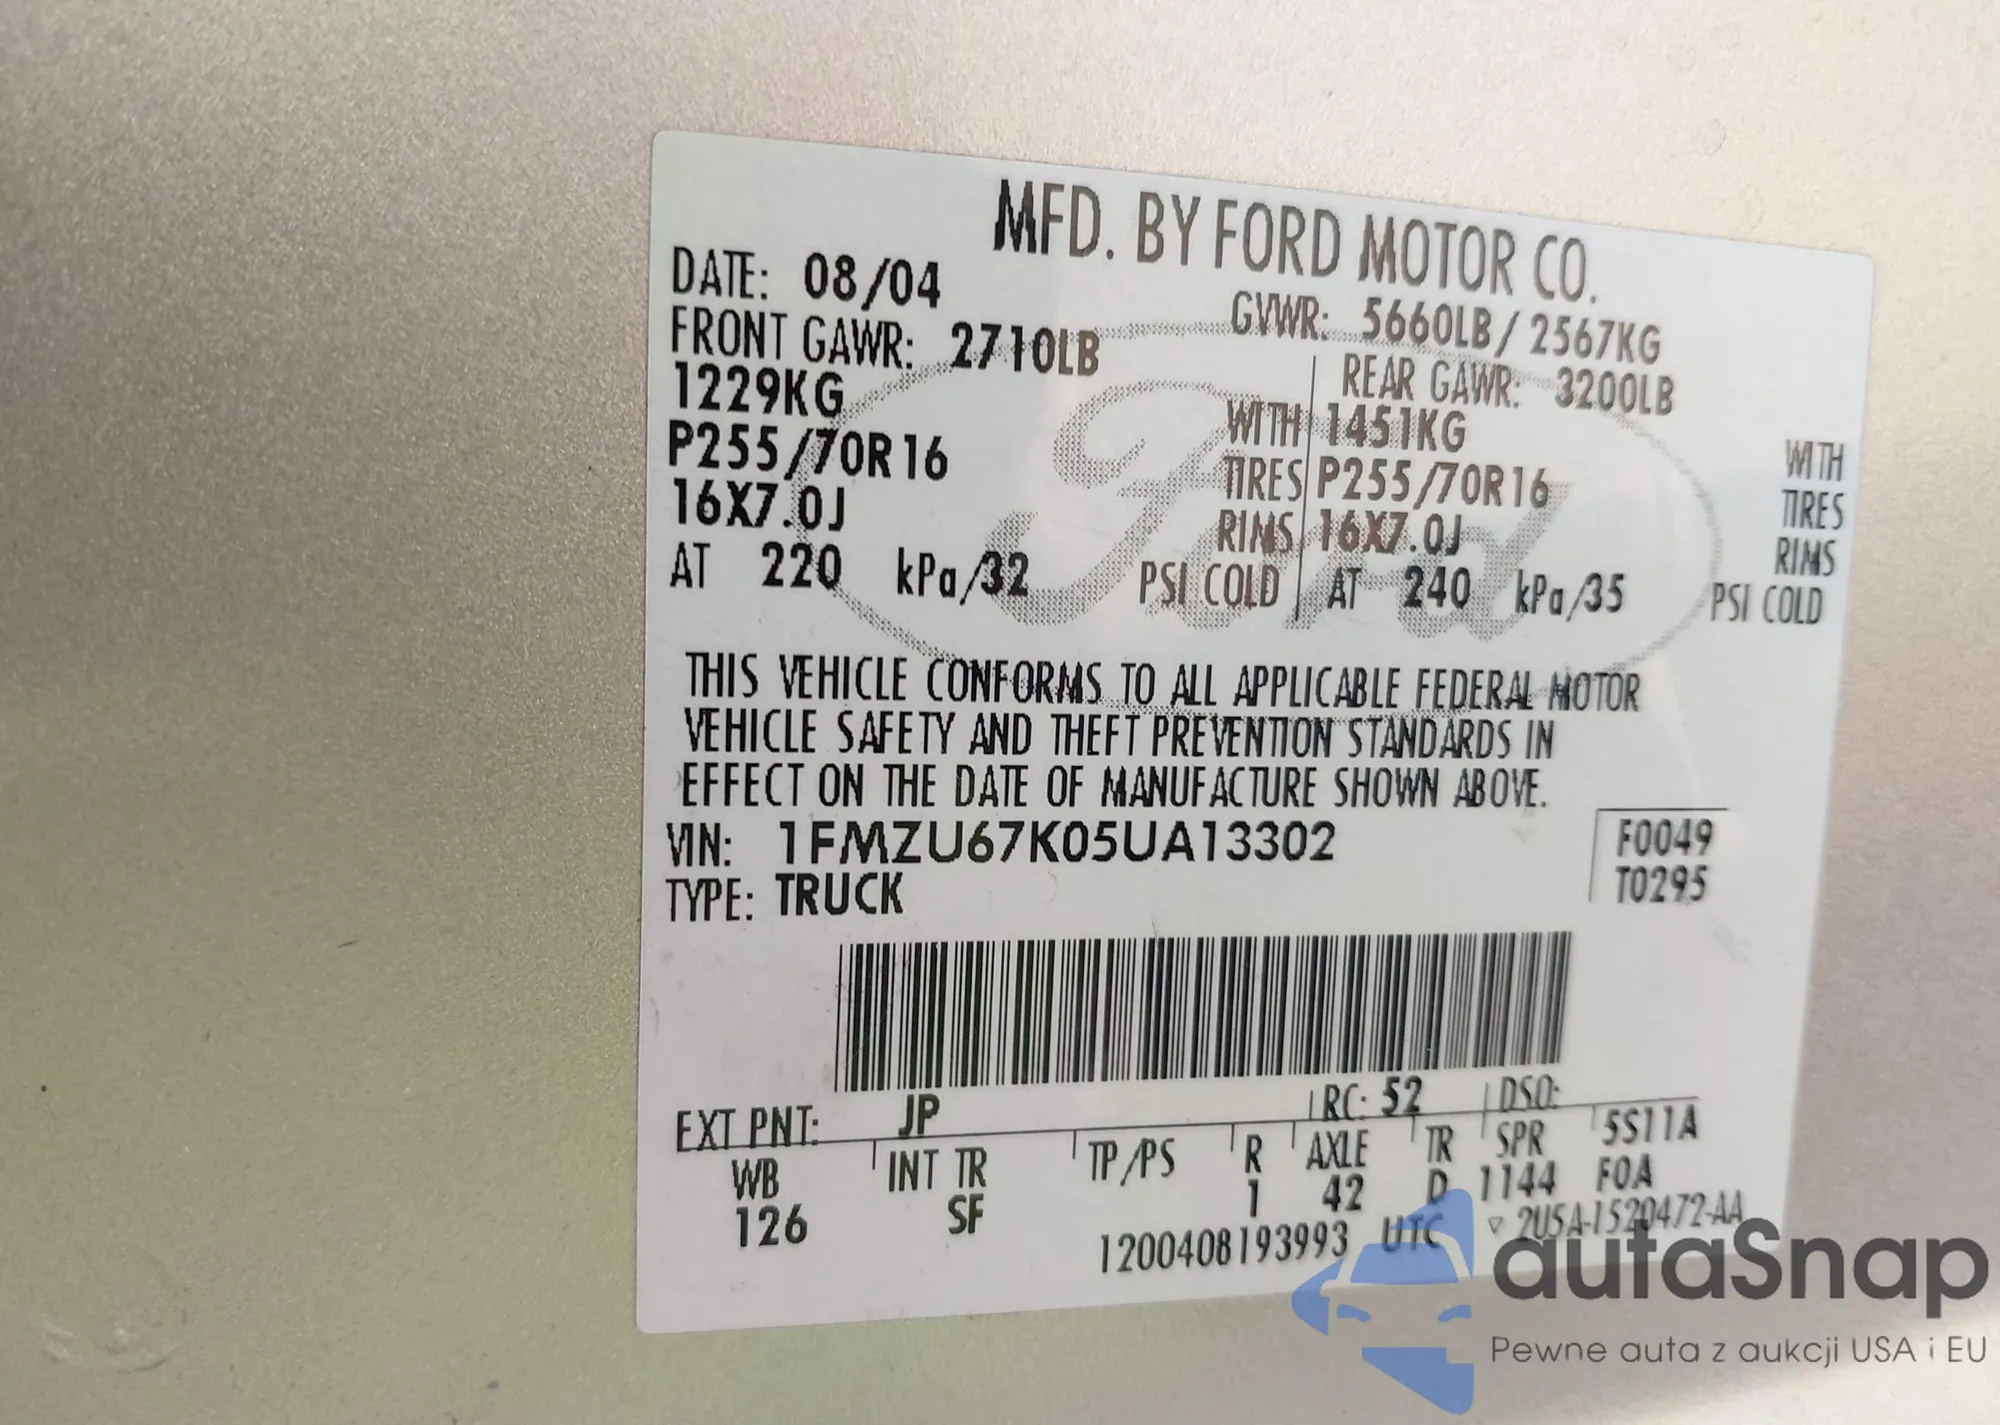 MFD. BY FORD MOTOR CO.
DATE: 08/04 GVWR: 5660LB/2567KG
FRONT GAWR: 2710LB REAR GAWR: 3200LB
1229KG WITH 1451KG WITH
P255/70R16 TIRES P255/70R16 TIRES
16X7.0J RIMS 16X7.0J RIMS
AT 220 kPa/32 PSI COLD AT 240 kPa/35 PSI COLD
Ford
THIS VEHICLE CONFORMS TO ALL APPLICABLE FEDERAL MOTOR
VEHICLE SAFETY AND THEFT PREVENTION STANDARDS IN
EFFECT ON THE DATE OF MANUFACTURE SHOWN ABOVE.
VIN: 1FMZU67K05UA13302 F0049
TYPE: TRUCK T0295
EXT PNT: JP RC: 52 DSO:
WB INT TR TP/PS R AXLE TR SPR 5S11A
126 SF 1 42 D 1144 F0A
1200408193993 UTC ▽ 2U5A-1520472-AA
autaSnap
Pewne auta z aukcji USA i EU